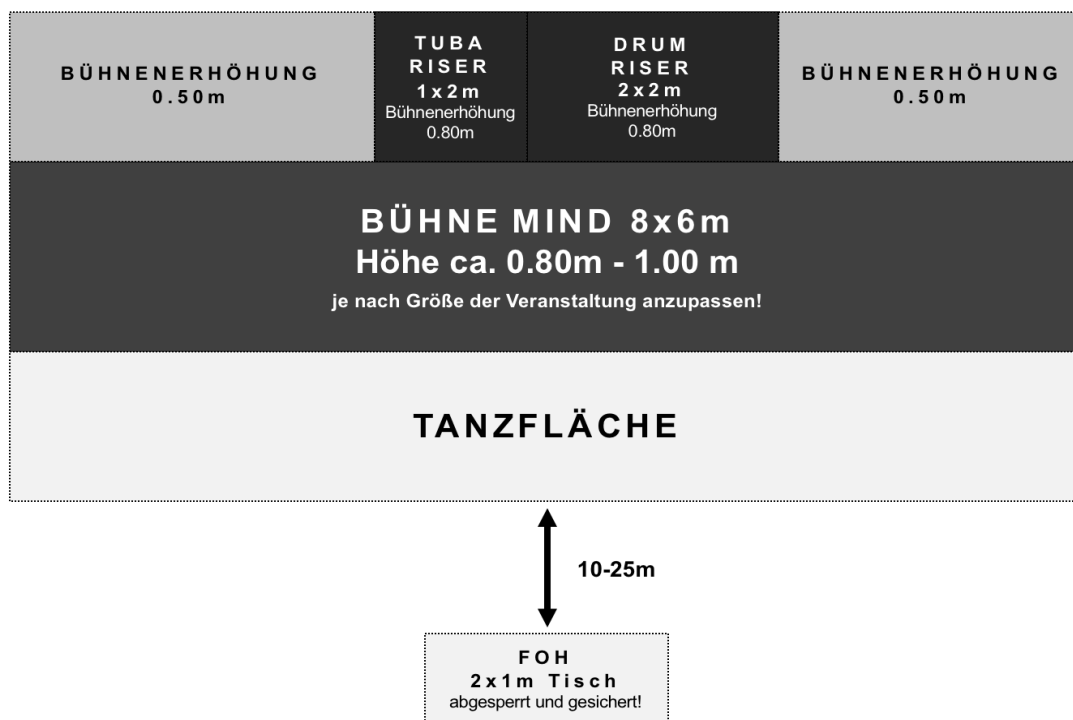 BÜHNENERHÖHUNG
0.50m
TUBA
RISER
1x2m
Bühnenerhöhung
0.80m
DRUM
RISER
2x2m
Bühnenerhöhung
0.80m
BÜHNENERHÖHUNG
0.50m
BÜHNE MIND 8x6m
Höhe ca. 0.80m - 1.00 m
je nach Größe der Veranstaltung anzupassen!
TANZFLÄCHE
10-25m
FOH
2x1m Tisch
abgesperrt und gesichert!